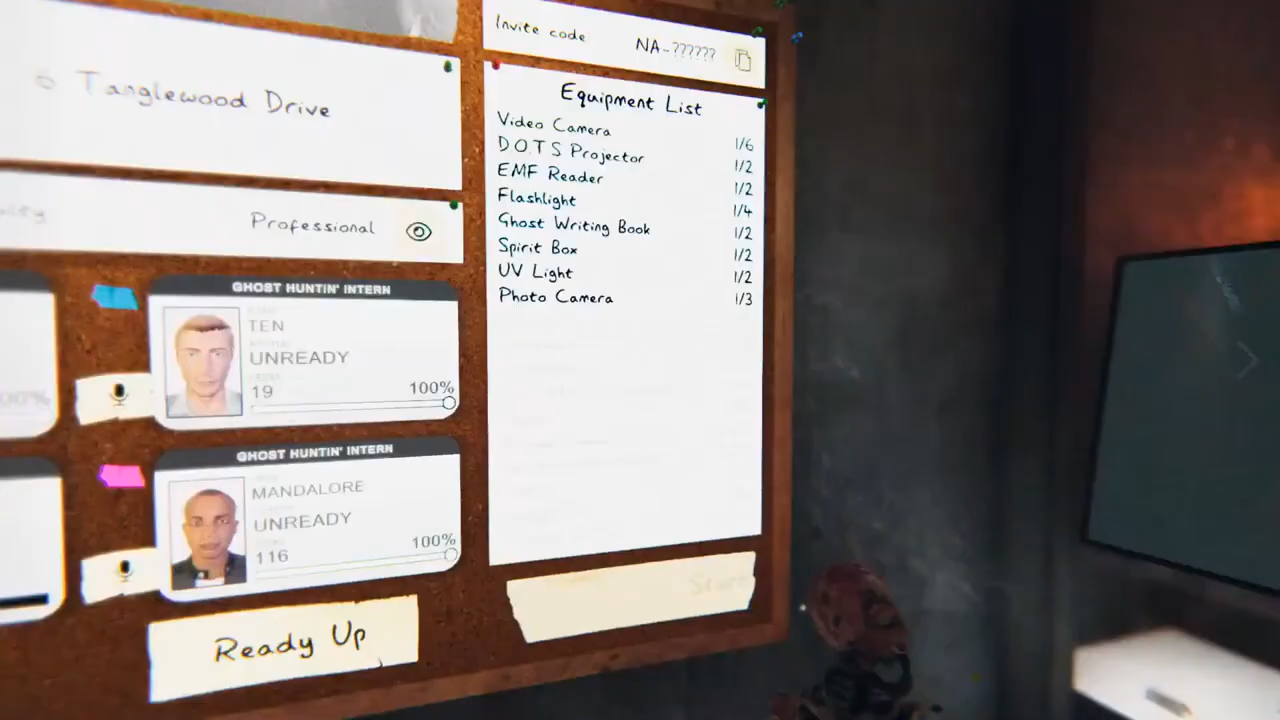 Invite code NA-??????
Tanglewood Drive
Equipment List
Video Camera 1/6
D.O.T.S Projector 1/2
EMF Reader 1/2
Flashlight 1/4
Ghost Writing Book 1/2
Spirit Box 1/2
UV Light 1/2
Photo Camera 1/3
Professional
GHOST HUNTIN' INTERN
TEN
UNREADY
19 100%
GHOST HUNTIN' INTERN
MANDALORE
UNREADY
116 100%
Ready Up
Start